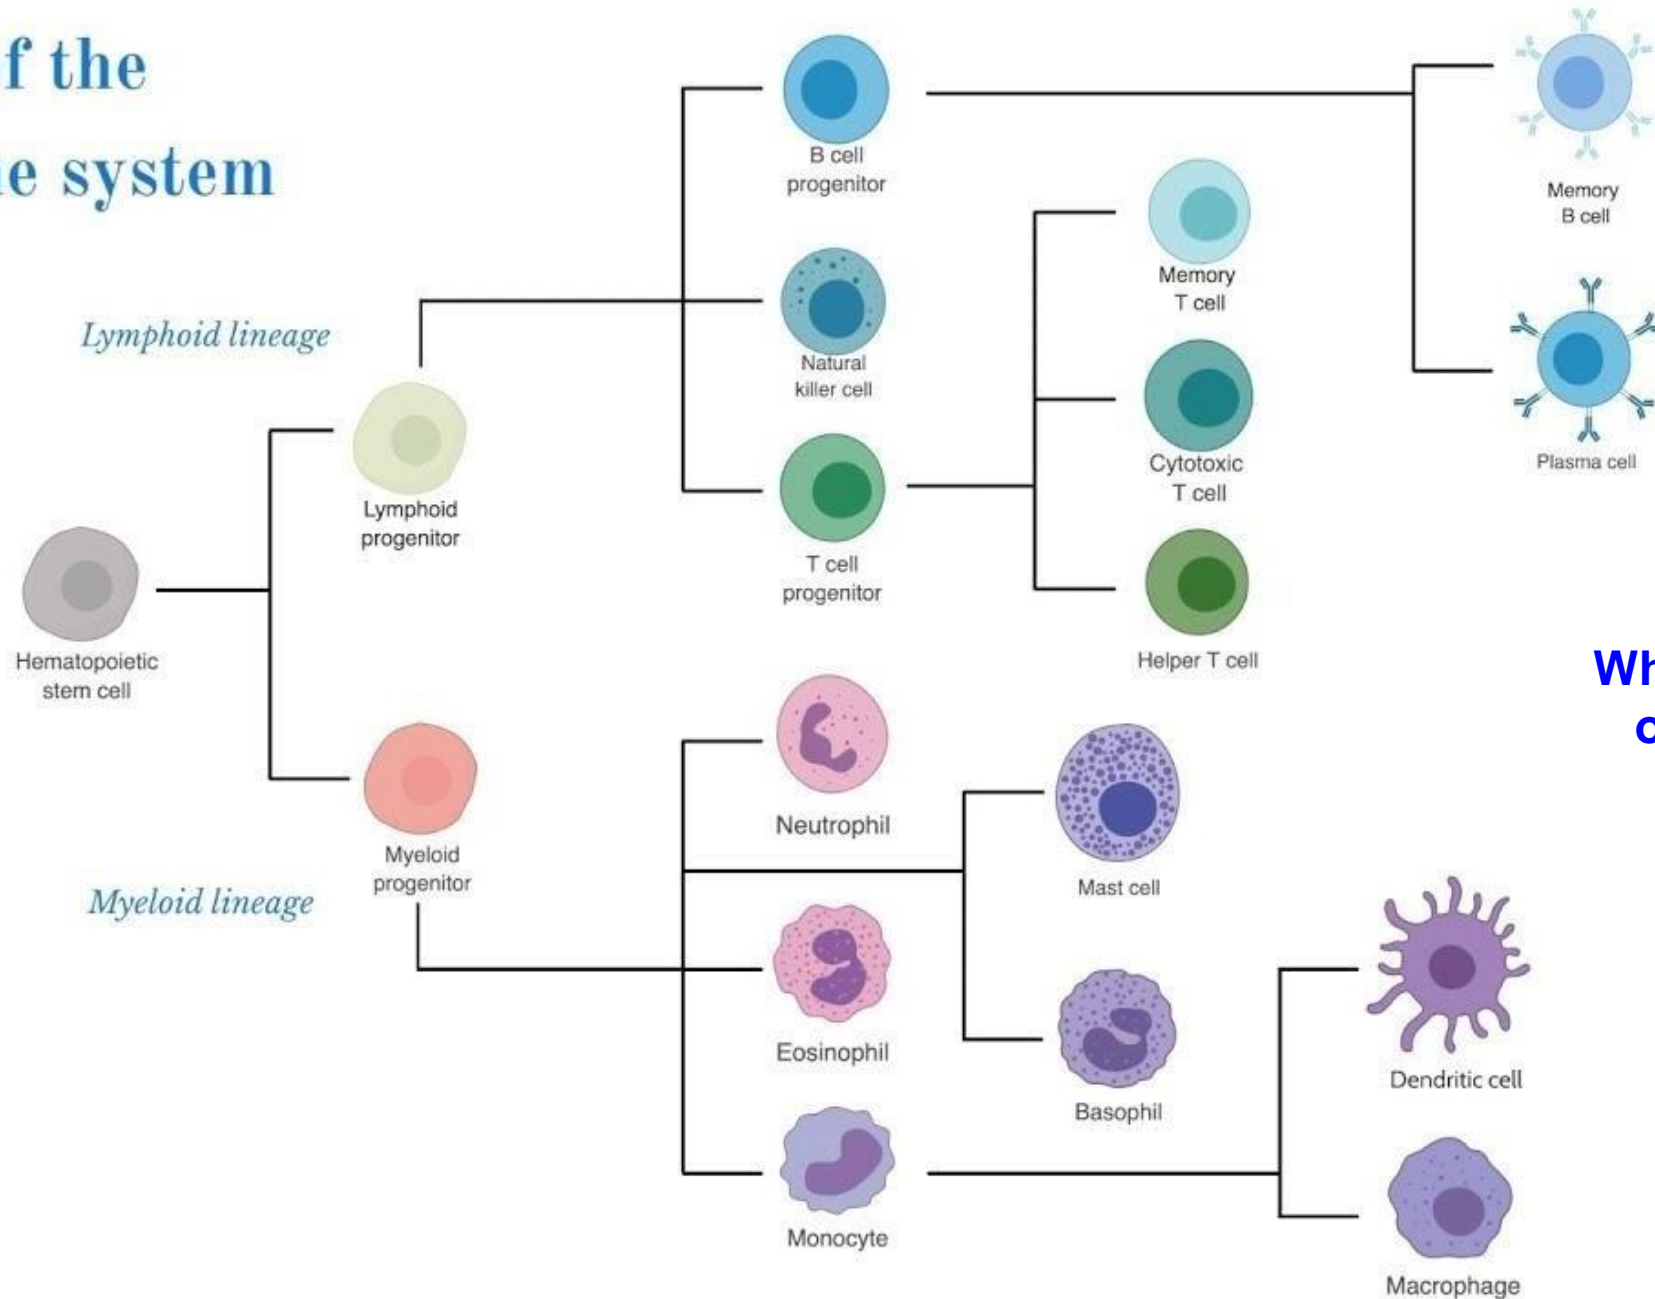 f the
e system
B cell
progenitor
Memory
B cell
Memory
T cell
Lymphoid lineage
Natural
killer cell
Cytotoxic
T cell
Plasma cell
Lymphoid
progenitor
T cell
progenitor
Helper T cell
Hematopoietic
stem cell
Wh
Neutrophil
Myeloid
progenitor
Mast cell
Myeloid lineage
Eosinophil
Dendritic cell
Basophil
Monocyte
Macrophage